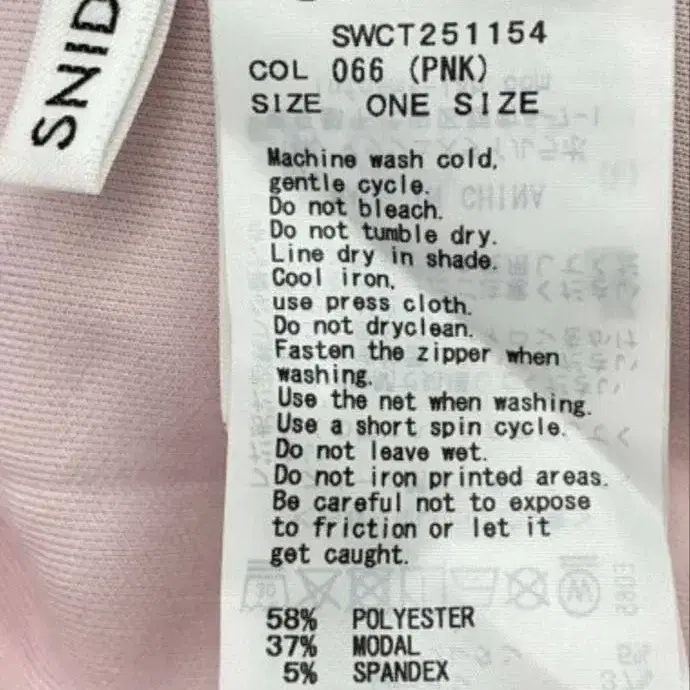 SNID
SWCT251154
COL 066 (PNK)
SIZE ONE SIZE
Machine wash cold,
gentle cycle.
Do not bleach.
Do not tumble dry.
Line dry in shade.
Cool iron,
use press cloth.
Do not dryclean.
Fasten the zipper when
washing.
Use the net when washing.
Use a short spin cycle.
Do not leave wet.
Do not iron printed areas.
Be careful not to expose
to friction or let it
get caught.
58% POLYESTER
37% MODAL
5% SPANDEX